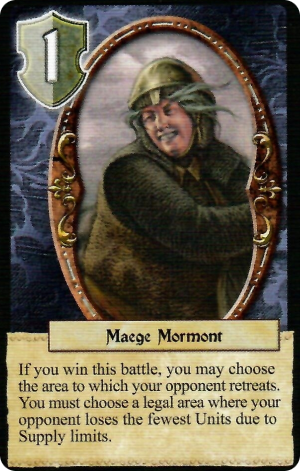 1
Maege Mormont
If you win this battle, you may choose
the area to which your opponent retreats.
You must choose a legal area where your
opponent loses the fewest Units due to
Supply limits.